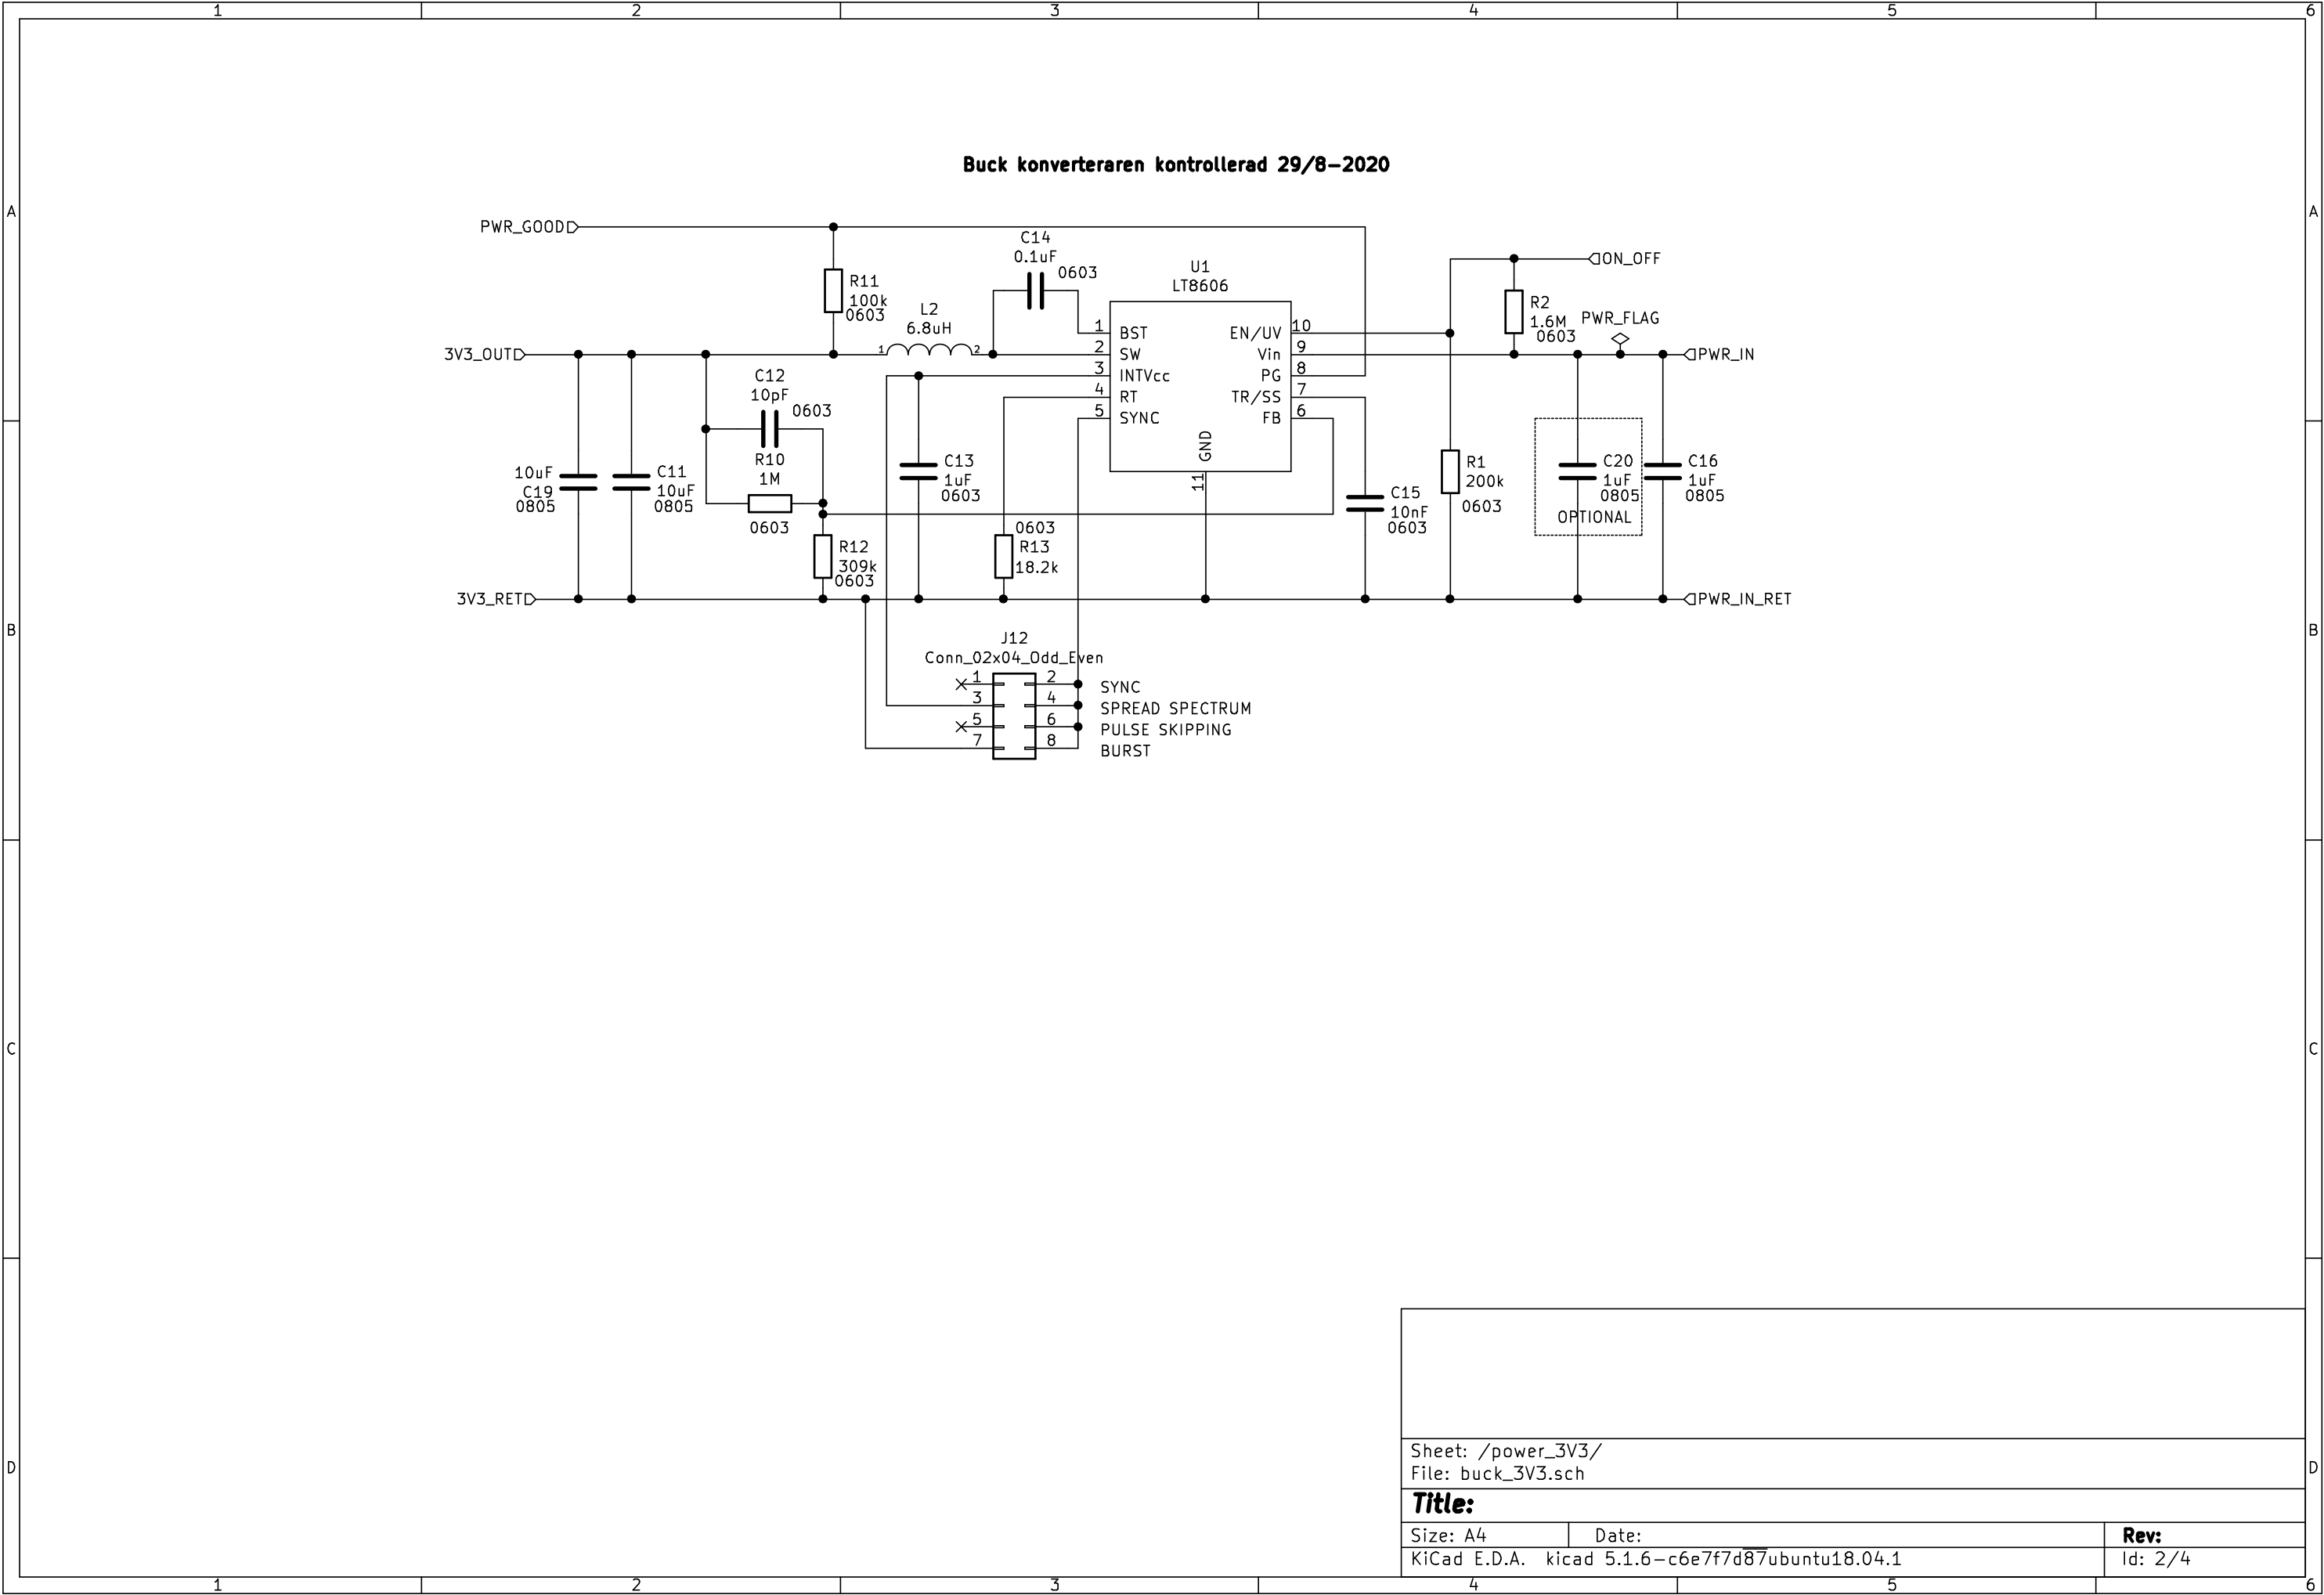 1 2 3 4 5 6
Buck konverteraren kontrollerad 29/8-2020
A A
PWR_GOOD
C14
0.1uF
0603
U1
LT8606
ON_OFF
R11
100k
0603
L2
6.8uH
1 2
R2
1.6M
0603
PWR_FLAG
1 BST
2 SW
3 INTVcc
4 RT
5 SYNC
EN/UV 10
Vin 9
PG 8
TR/SS 7
FB 6
GND
11
3V3_OUT
PWR_IN
C12
10pF
0603
R10
1M
0603
10uF
C19
0805
C11
10uF
0805
C13
1uF
0603
R1
200k
0603
C15
10nF
0603
C20
1uF
0805
OPTIONAL
C16
1uF
0805
R12
309k
0603
0603
R13
18.2k
3V3_RET
PWR_IN_RET
B B
J12
Conn_02x04_Odd_Even
1 2 SYNC
3 4 SPREAD SPECTRUM
5 6 PULSE SKIPPING
7 8 BURST
C C
D D
Sheet: /power_3V3/
File: buck_3V3.sch
Title:
Size: A4 Date: Rev:
KiCad E.D.A. kicad 5.1.6-c6e7f7d87ubuntu18.04.1 Id: 2/4
1 2 3 4 5 6